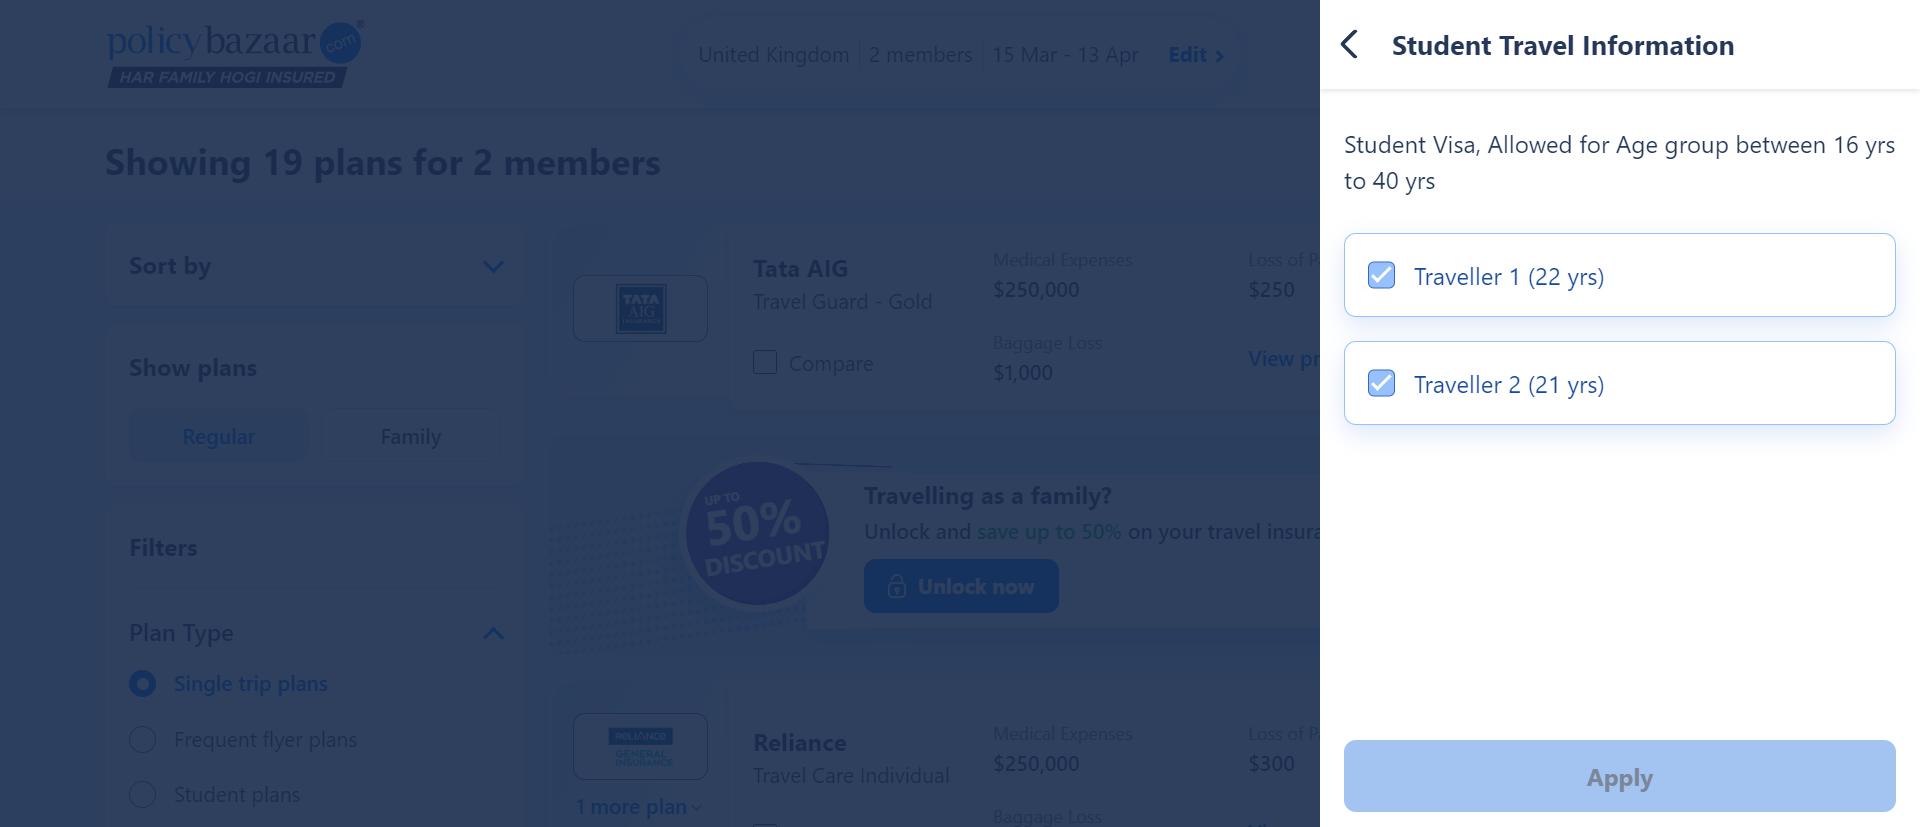 policybazaar.com®
HAR FAMILY HOGI INSURED
United Kingdom 2 members 15 Mar - 13 Apr Edit
Showing 19 plans for 2 members
Sort by
Show plans
Regular Family
Filters
Plan Type
Single trip plans
Frequent flyer plans
Student plans
TATA
AIG
INSURANCE
Tata AIG
Travel Guard - Gold
Compare
Medical Expenses
$250,000
Baggage Loss
$1,000
Loss of P
$250
View pr
UP TO
50%
DISCOUNT
Travelling as a family?
Unlock and save up to 50% on your travel insura
Unlock now
RELIANCE
GENERAL
INSURANCE
1 more plan
Reliance
Travel Care Individual
Medical Expenses
$250,000
Baggage Loss
Loss of P
$300
Student Travel Information
Student Visa, Allowed for Age group between 16 yrs
to 40 yrs
Traveller 1 (22 yrs)
Traveller 2 (21 yrs)
Apply